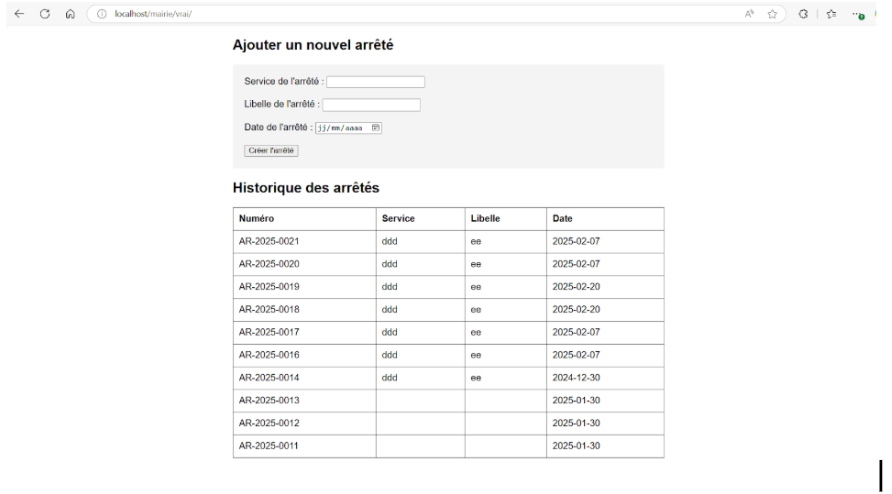 localhost/mairie/vrai/
Ajouter un nouvel arrêté
Service de l'arrêté :
Libelle de l'arrêté :
Date de l'arrêté : jj/mm/aaaa
Créer l'arrêté
Historique des arrêtés
Numéro Service Libelle Date
AR-2025-0021 ddd ee 2025-02-07
AR-2025-0020 ddd ee 2025-02-07
AR-2025-0019 ddd ee 2025-02-20
AR-2025-0018 ddd ee 2025-02-20
AR-2025-0017 ddd ee 2025-02-07
AR-2025-0016 ddd ee 2025-02-07
AR-2025-0014 ddd ee 2024-12-30
AR-2025-0013 2025-01-30
AR-2025-0012 2025-01-30
AR-2025-0011 2025-01-30